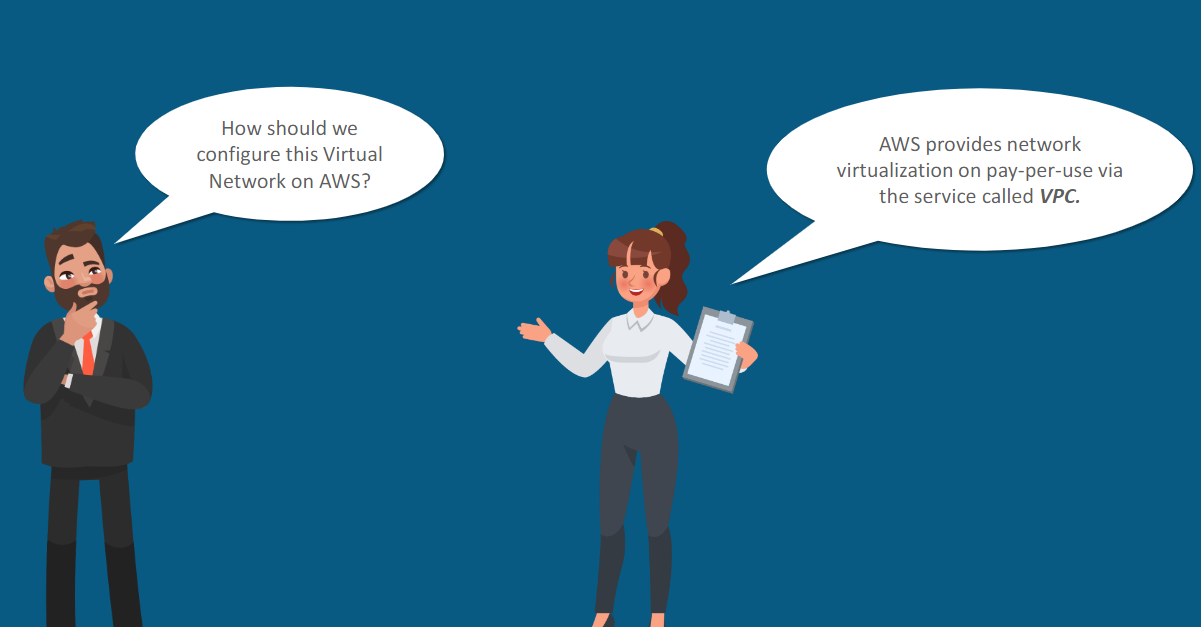 How should we
configure this Virtual
Network on AWS?
AWS provides network
virtualization on pay-per-use via
the service called VPC.